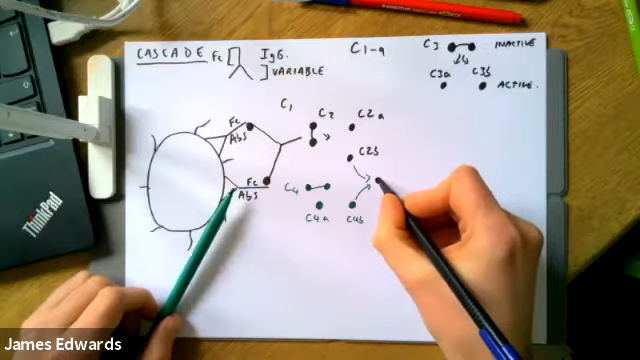 CASCADE Fc IgG. C1-9 C3 INACTIVE
VARIABLE
C3a C3b ACTIVE.
C1 C2 C2a
Fc
Abs
C2b
Fc
Abs
C4
C4a C4b
ThinkPad
James Edwards